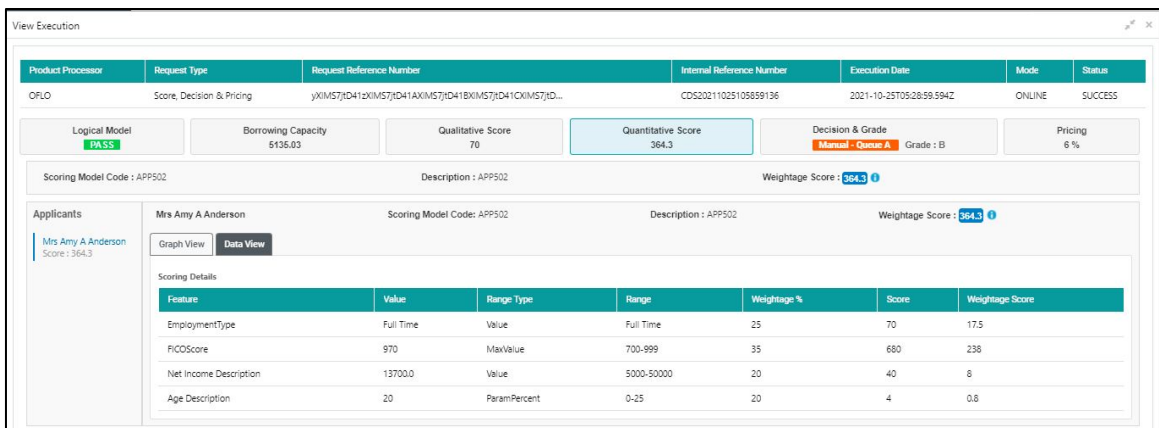 View Execution
Product Processor Request Type Request Reference Number Internal Reference Number Execution Date Mode Status
OFLO Score, Decision & Pricing yXIMS7jtD41zXIMS7jtD41AXIMS7jtD41BXIMS7jtD41CXIMS7jtD... CDS20211025105859136 2021-10-25T05:28:59.594Z ONLINE SUCCESS
Logical Model Borrowing Capacity Qualitative Score Quantitative Score Decision & Grade Pricing
PASS 5135.03 70 364.3 Manual - Queue A Grade : B 6 %
Scoring Model Code : APP502 Description : APP502 Weightage Score : 364.3
Applicants Mrs Amy A Anderson Scoring Model Code: APP502 Description : APP502 Weightage Score : 364.3
Mrs Amy A Anderson
Score : 364.3
Graph View Data View
Scoring Details
Feature Value Range Type Range Weightage % Score Weightage Score
EmploymentType Full Time Value Full Time 25 70 17.5
FICOScore 970 MaxValue 700-999 35 680 238
Net Income Description 13700.0 Value 5000-50000 20 40 8
Age Description 20 ParamPercent 0-25 20 4 0.8